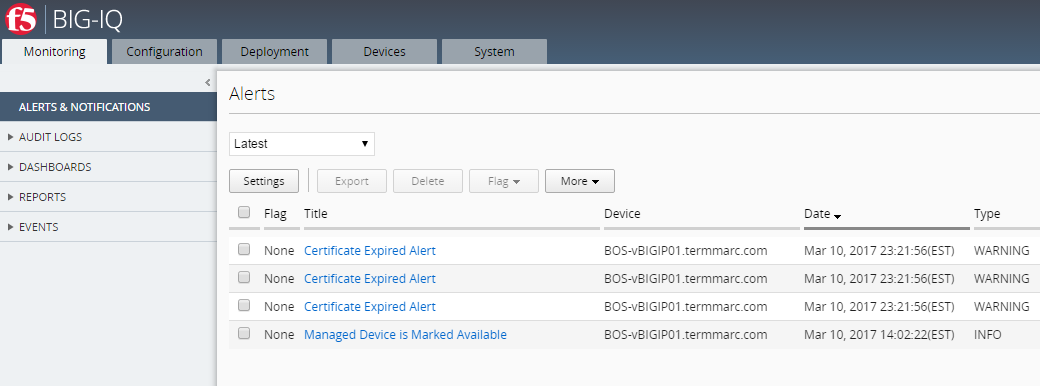 f5 BIG-IQ
Monitoring Configuration Deployment Devices System
ALERTS & NOTIFICATIONS
AUDIT LOGS
DASHBOARDS
REPORTS
EVENTS
Alerts
Latest
Settings Export Delete Flag More
Flag Title Device Date Type
None Certificate Expired Alert BOS-vBIGIP01.termmarc.com Mar 10, 2017 23:21:56(EST) WARNING
None Certificate Expired Alert BOS-vBIGIP01.termmarc.com Mar 10, 2017 23:21:56(EST) WARNING
None Certificate Expired Alert BOS-vBIGIP01.termmarc.com Mar 10, 2017 23:21:56(EST) WARNING
None Managed Device is Marked Available BOS-vBIGIP01.termmarc.com Mar 10, 2017 14:02:22(EST) INFO